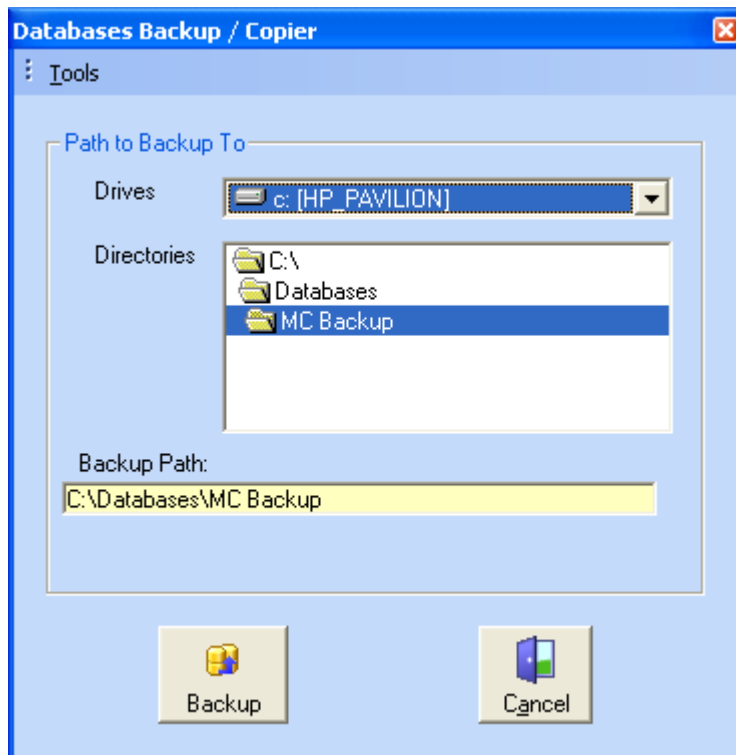 Databases Backup / Copier
Tools
Path to Backup To
Drives
c: [HP_PAVILION]
Directories
C:\
Databases
MC Backup
Backup Path:
C:\Databases\MC Backup
Backup
Cancel